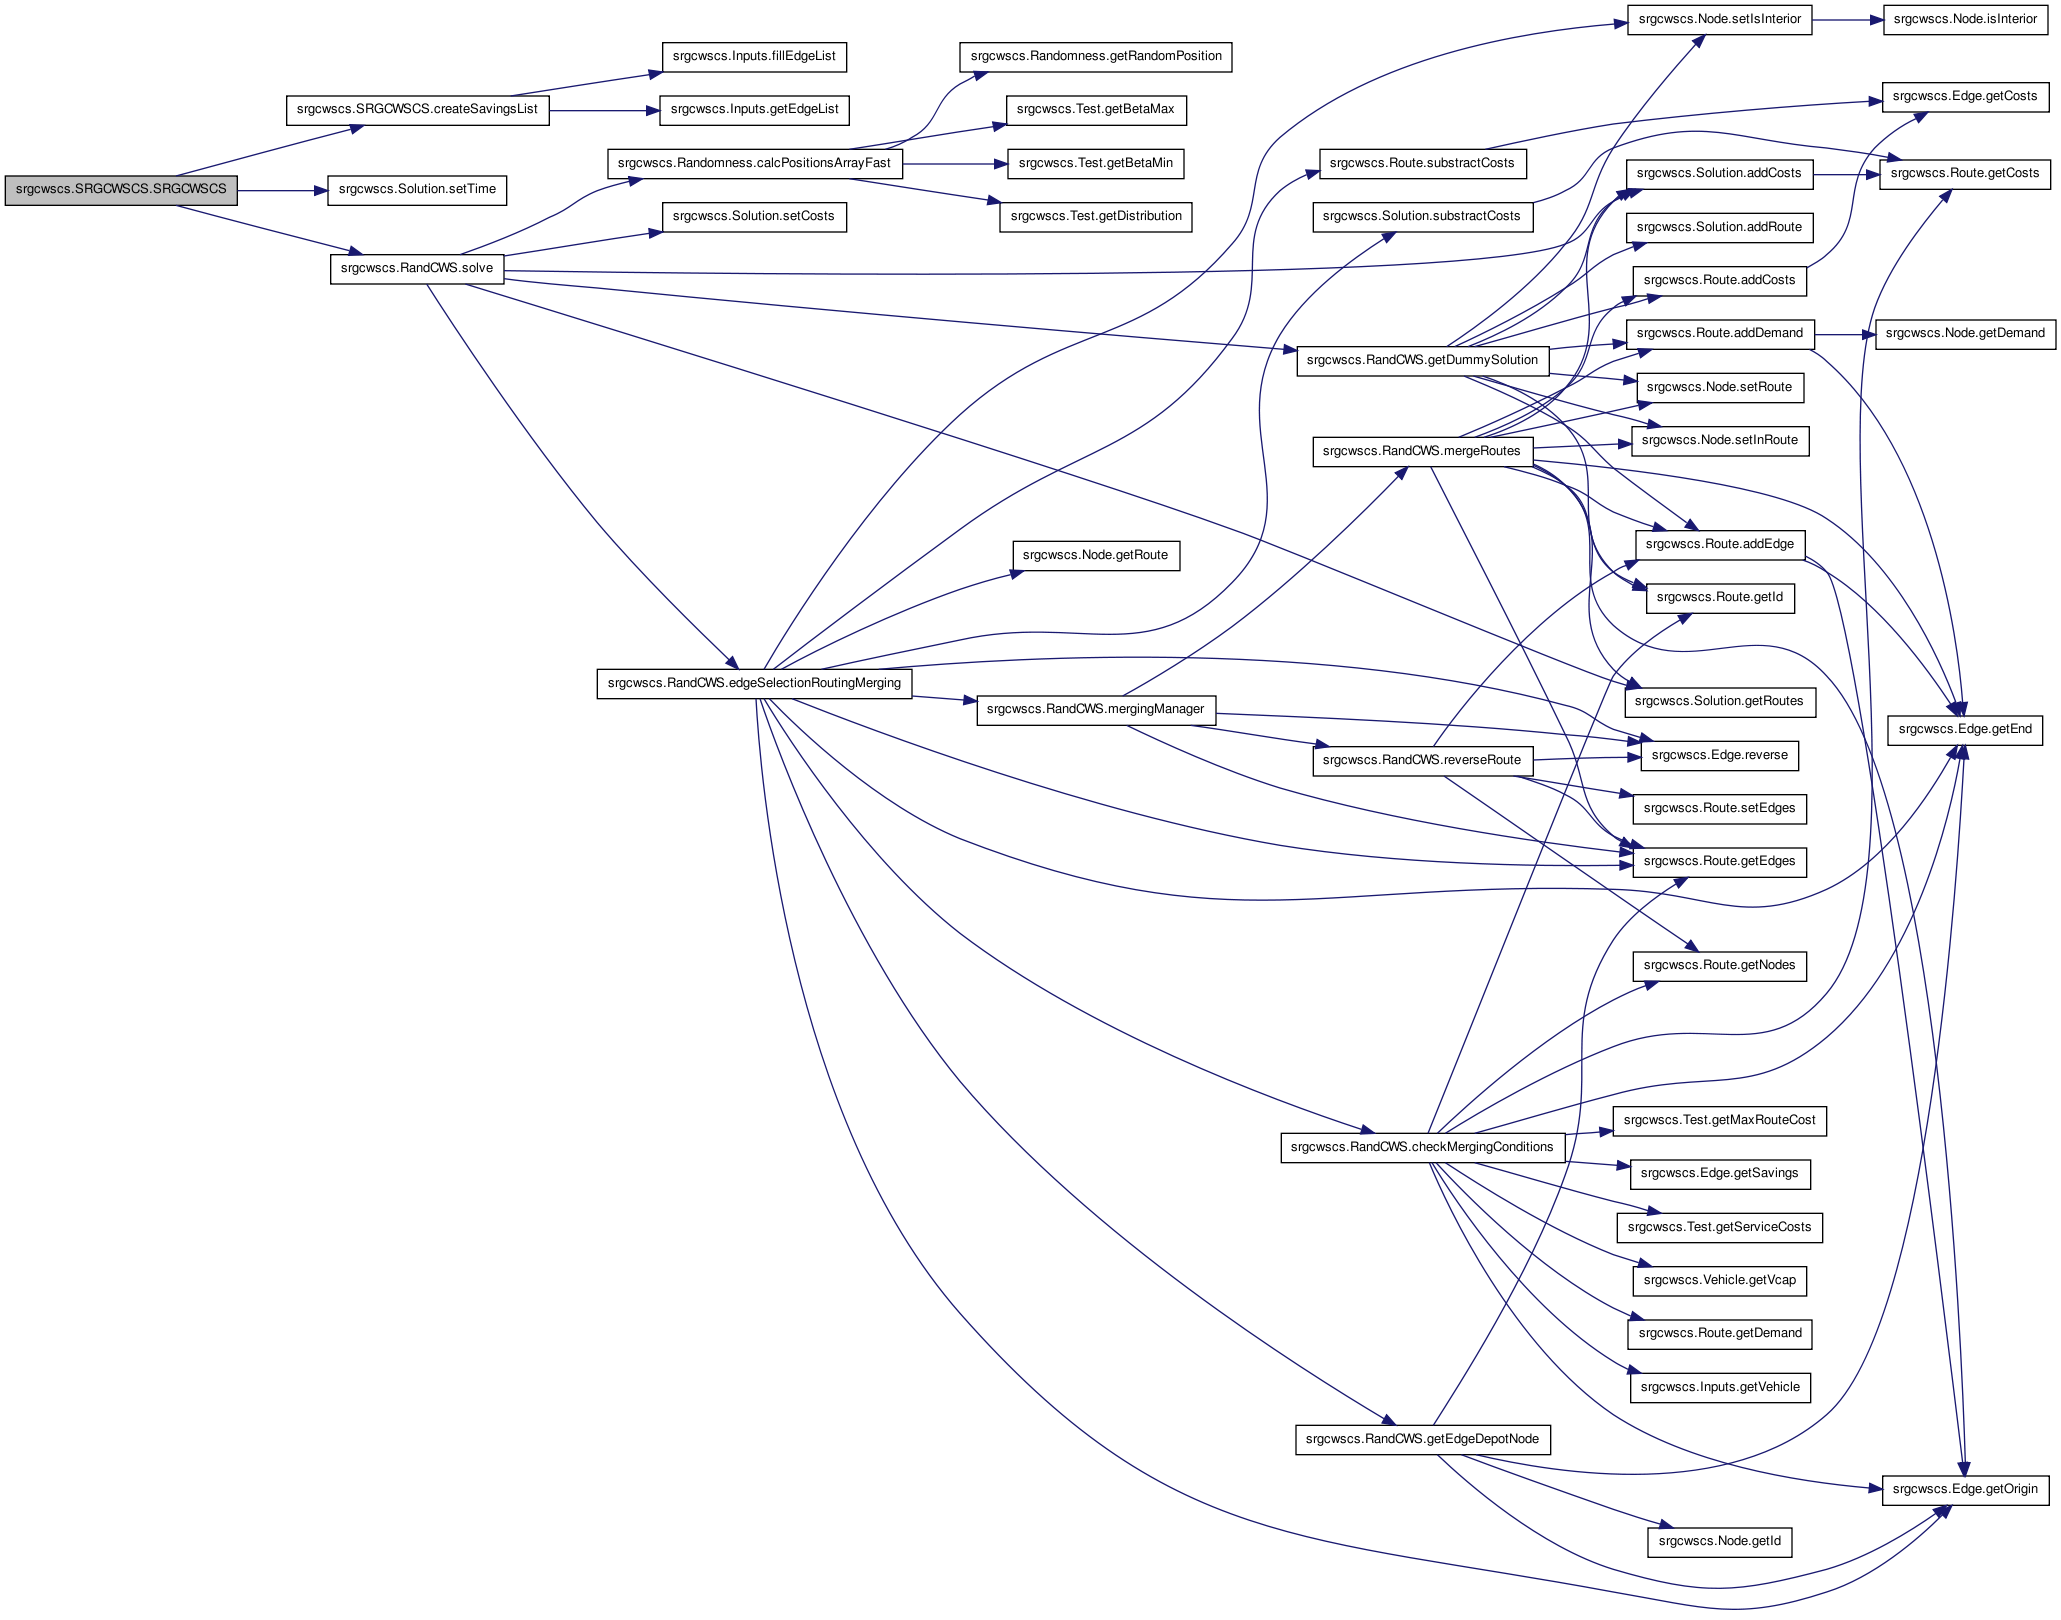 srgcwscs.SRGCWSCS.SRGCWSCS
srgcwscs.SRGCWSCS.createSavingsList
srgcwscs.Solution.setTime
srgcwscs.RandCWS.solve
srgcwscs.Inputs.fillEdgeList
srgcwscs.Inputs.getEdgeList
srgcwscs.Randomness.calcPositionsArrayFast
srgcwscs.Solution.setCosts
srgcwscs.RandCWS.edgeSelectionRoutingMerging
srgcwscs.Randomness.getRandomPosition
srgcwscs.Test.getBetaMax
srgcwscs.Test.getBetaMin
srgcwscs.Test.getDistribution
srgcwscs.Node.getRoute
srgcwscs.RandCWS.mergingManager
srgcwscs.Route.substractCosts
srgcwscs.Solution.substractCosts
srgcwscs.RandCWS.getDummySolution
srgcwscs.RandCWS.mergeRoutes
srgcwscs.RandCWS.reverseRoute
srgcwscs.RandCWS.checkMergingConditions
srgcwscs.RandCWS.getEdgeDepotNode
srgcwscs.Node.setIsInterior
srgcwscs.Solution.addCosts
srgcwscs.Solution.addRoute
srgcwscs.Route.addCosts
srgcwscs.Route.addDemand
srgcwscs.Node.setRoute
srgcwscs.Node.setInRoute
srgcwscs.Route.addEdge
srgcwscs.Route.getId
srgcwscs.Solution.getRoutes
srgcwscs.Edge.reverse
srgcwscs.Route.setEdges
srgcwscs.Route.getEdges
srgcwscs.Route.getNodes
srgcwscs.Test.getMaxRouteCost
srgcwscs.Edge.getSavings
srgcwscs.Test.getServiceCosts
srgcwscs.Vehicle.getVcap
srgcwscs.Route.getDemand
srgcwscs.Inputs.getVehicle
srgcwscs.Node.getId
srgcwscs.Node.isInterior
srgcwscs.Edge.getCosts
srgcwscs.Route.getCosts
srgcwscs.Node.getDemand
srgcwscs.Edge.getEnd
srgcwscs.Edge.getOrigin